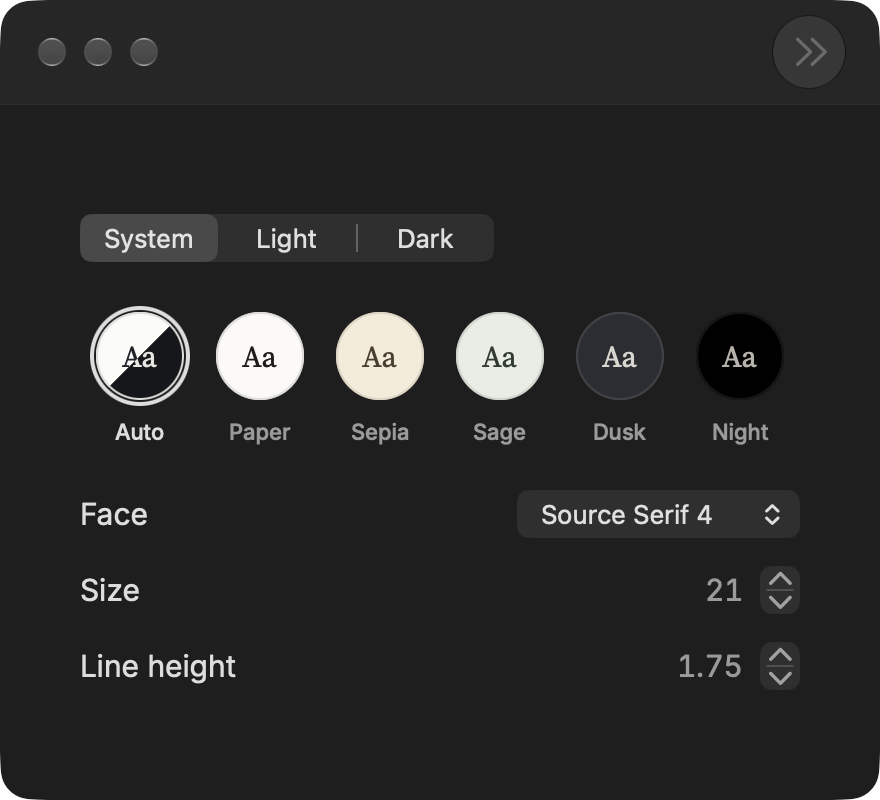 System Light Dark
Aa Aa Aa Aa Aa Aa
Auto Paper Sepia Sage Dusk Night
Face Source Serif 4
Size 21
Line height 1.75